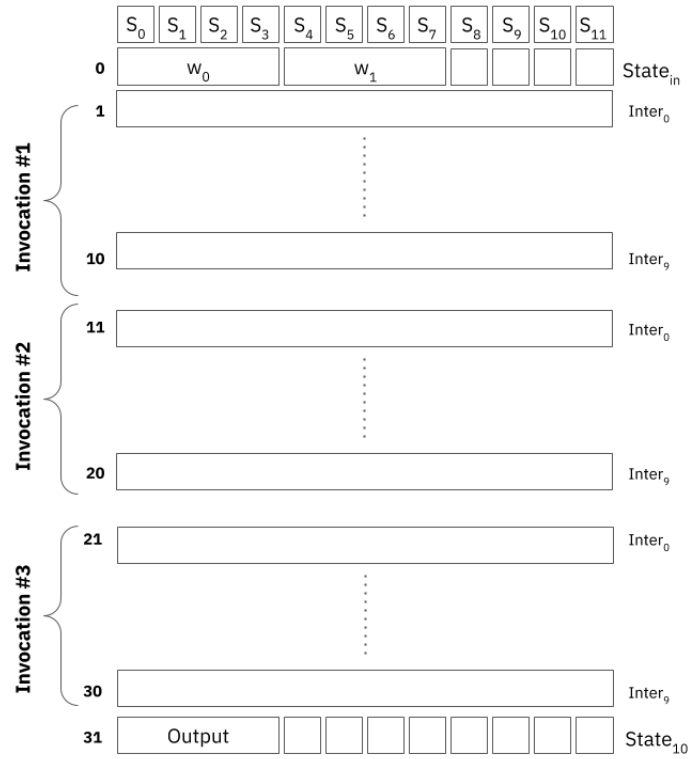 S₀ S₁ S₂ S₃ S₄ S₅ S₆ S₇ S₈ S₉ S₁₀ S₁₁
0 w₀ w₁ Stateᵢₙ
1 Inter₀
Invocation #1
10 Inter₉
11 Inter₀
Invocation #2
20 Inter₉
21 Inter₀
Invocation #3
30 Inter₉
31 Output State₁₀